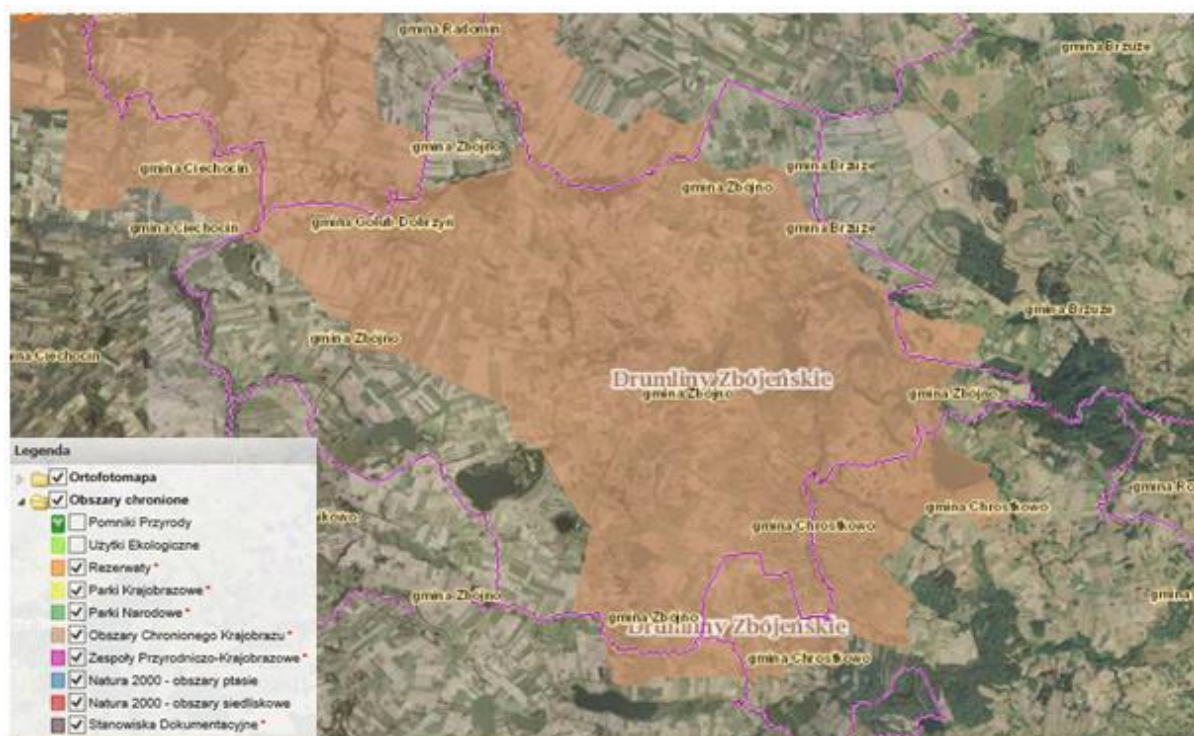 gmina Radomin
gmina Brzuze
gmina Zbójno
gmina Ciechocin
gmina Brzuze
gmina Zbójno
gmina Ciechocin
gmina Golub Dobrzyń
gmina Brzuze
gmina Brzuze
gmina Zbójno
Ciechocin
Drumliny Zbójeńskie
gmina Zbójno
gmina Zbójno
Legenda
Ortofotomapa
Obszary chronione
Pomniki Przyrody
Użytki Ekologiczne
Rezerwaty *
Parki Krajobrazowe *
Parki Narodowe *
Obszary Chronionego Krajobrazu *
Zespoły Przyrodniczo-Krajobrazowe *
Natura 2000 - obszary ptasie
Natura 2000 - obszary siedliskowe
Stanowiska Dokumentacyjne *
gmina Ro
gmina Chrostkowo
gmina Chrostkowo
gmina Zbójno
gmina
gmina Zbójno
Drumliny Zbójeńskie
gmina Chrostkowo